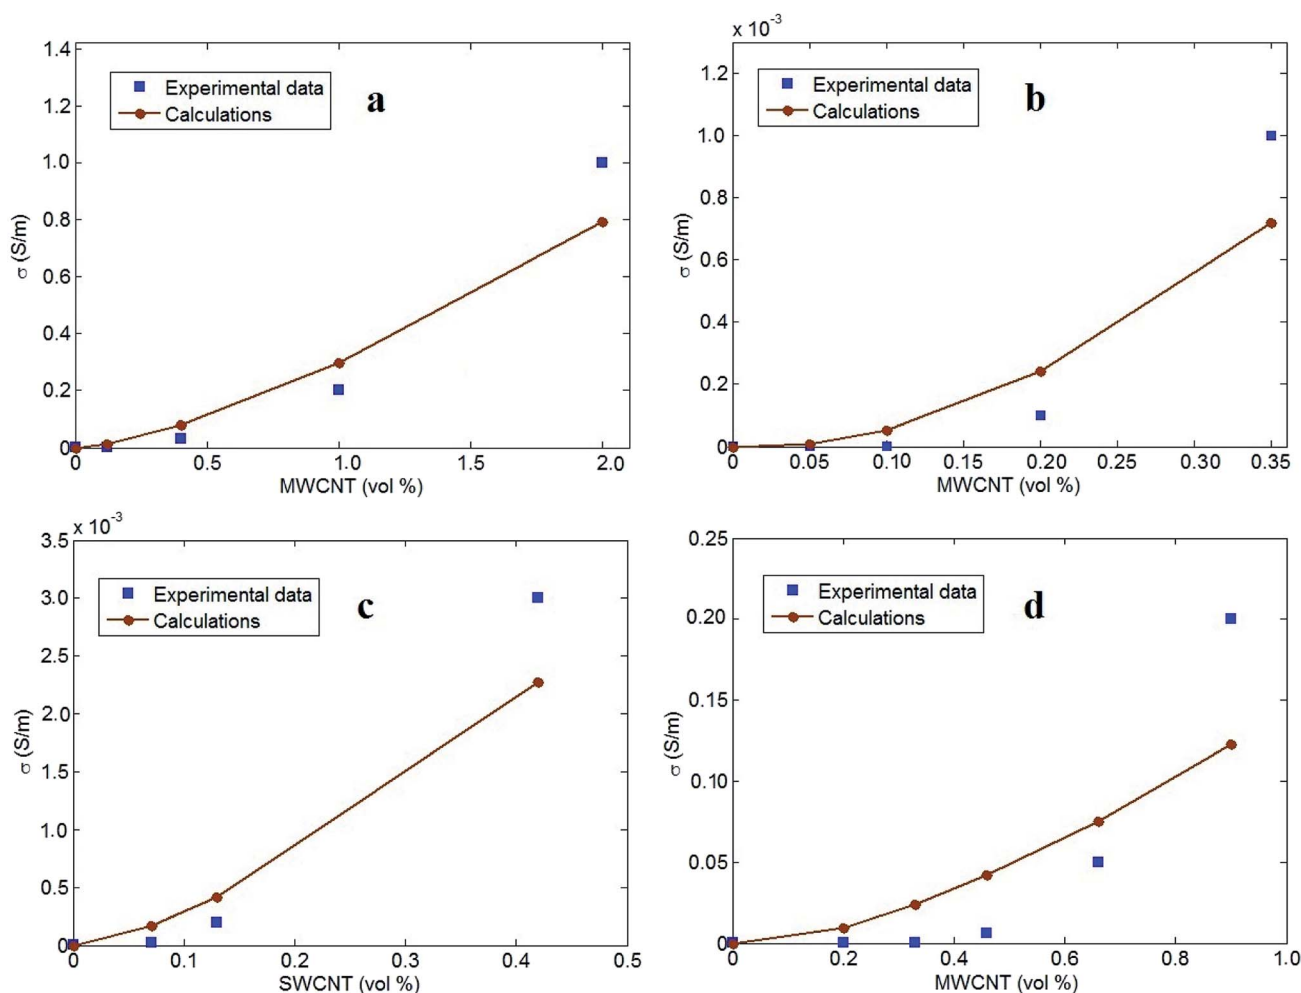 1.4
1.2
1.0
0.8
0.6
0.4
0.2
0
σ (S/m)
Experimental data
Calculations
a
0 0.5 1.0 1.5 2.0
MWCNT (vol %)
x 10-3
1.2
1.0
0.8
0.6
0.4
0.2
0
σ (S/m)
Experimental data
Calculations
b
0 0.05 0.10 0.15 0.20 0.25 0.30 0.35
MWCNT (vol %)
x 10-3
3.5
3.0
2.5
2.0
1.5
1.0
0.5
0
σ (S/m)
Experimental data
Calculations
c
0 0.1 0.2 0.3 0.4 0.5
SWCNT (vol %)
0.25
0.20
0.15
0.10
0.05
0
σ (S/m)
Experimental data
Calculations
d
0 0.2 0.4 0.6 0.8 1.0
MWCNT (vol %)